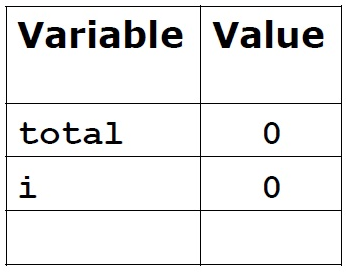 Variable Value
total 0
i 0